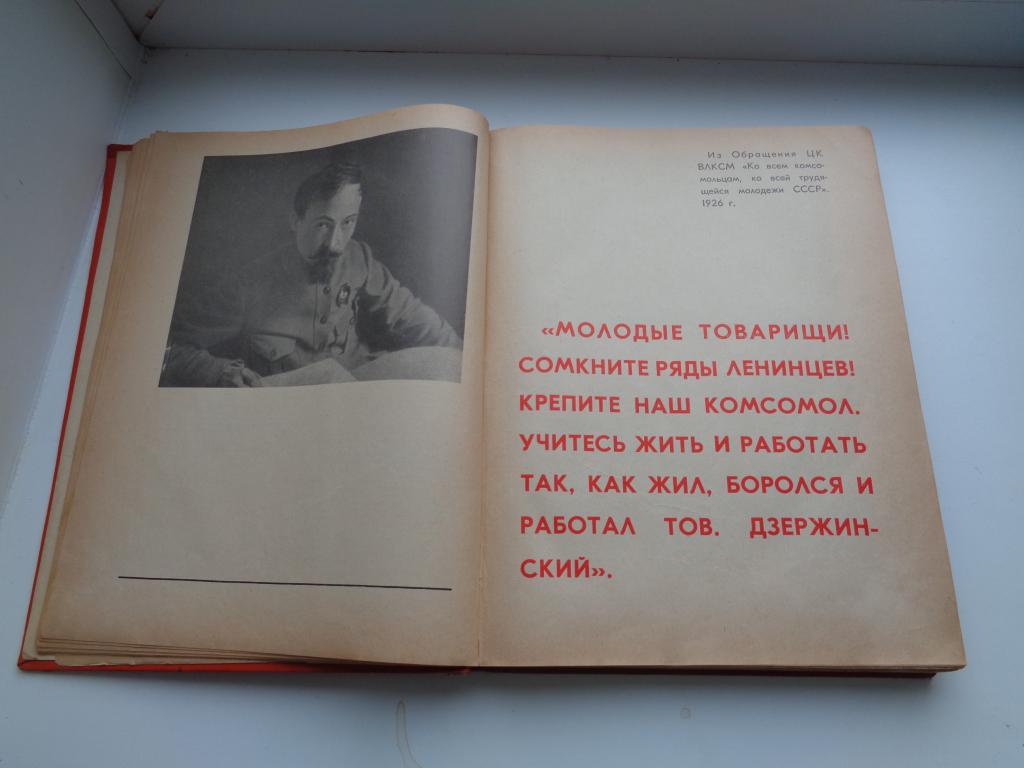 Из Обращения ЦК
ВЛКСМ «Ко всем комсо-
мольцам, ко всей трудя-
щейся молодежи СССР».
1926 г.
«МОЛОДЫЕ ТОВАРИЩИ!
СОМКНИТЕ РЯДЫ ЛЕНИНЦЕВ!
КРЕПИТЕ НАШ КОМСОМОЛ.
УЧИТЕСЬ ЖИТЬ И РАБОТАТЬ
ТАК, КАК ЖИЛ, БОРОЛСЯ И
РАБОТАЛ ТОВ. ДЗЕРЖИН-
СКИЙ».